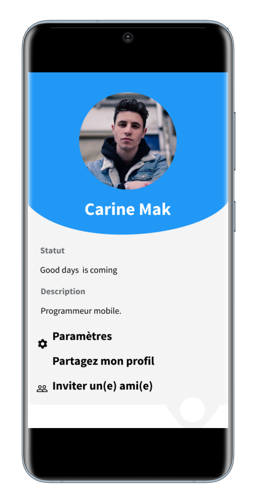 Carine Mak
Statut
Good days is coming
Description
Programmeur mobile.
Paramètres
Partagez mon profil
Inviter un(e) ami(e)